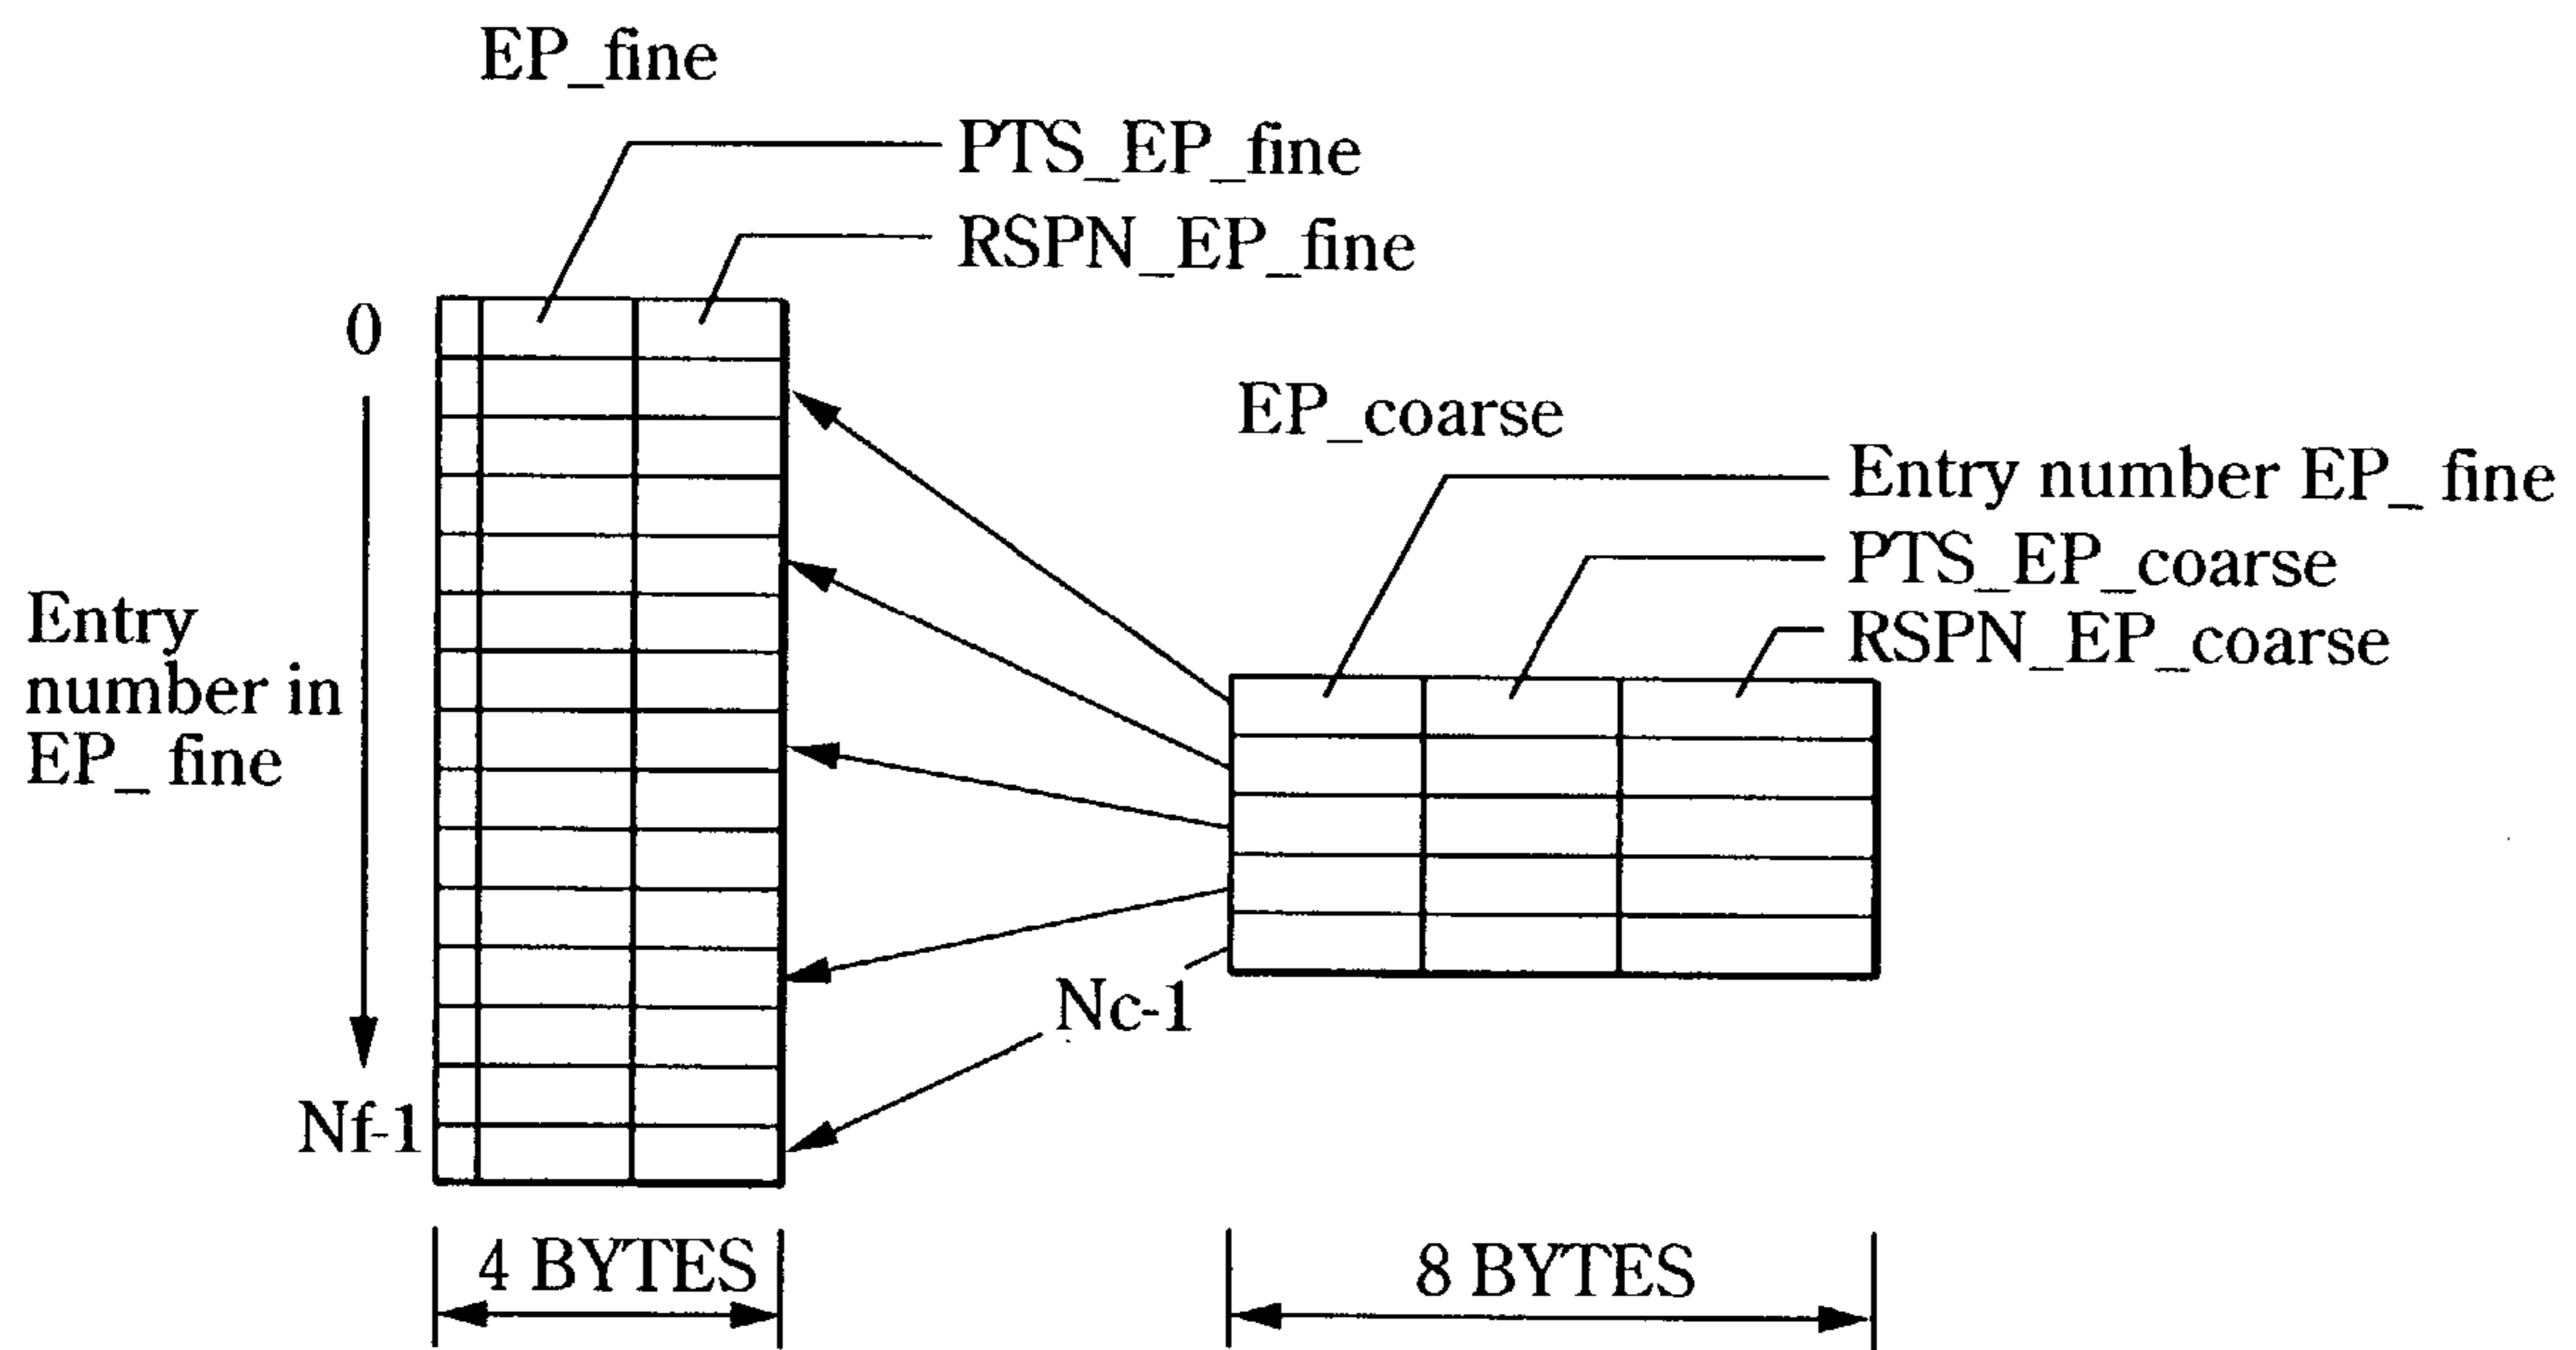 EP_fine
PTS_EP_fine
RSPN_EP_fine
0
EP_coarse
Entry number EP_ fine
PTS_EP_coarse
RSPN_EP_coarse
Entry
number in
EP_ fine
Nc-1
Nf-1
4 BYTES
8 BYTES